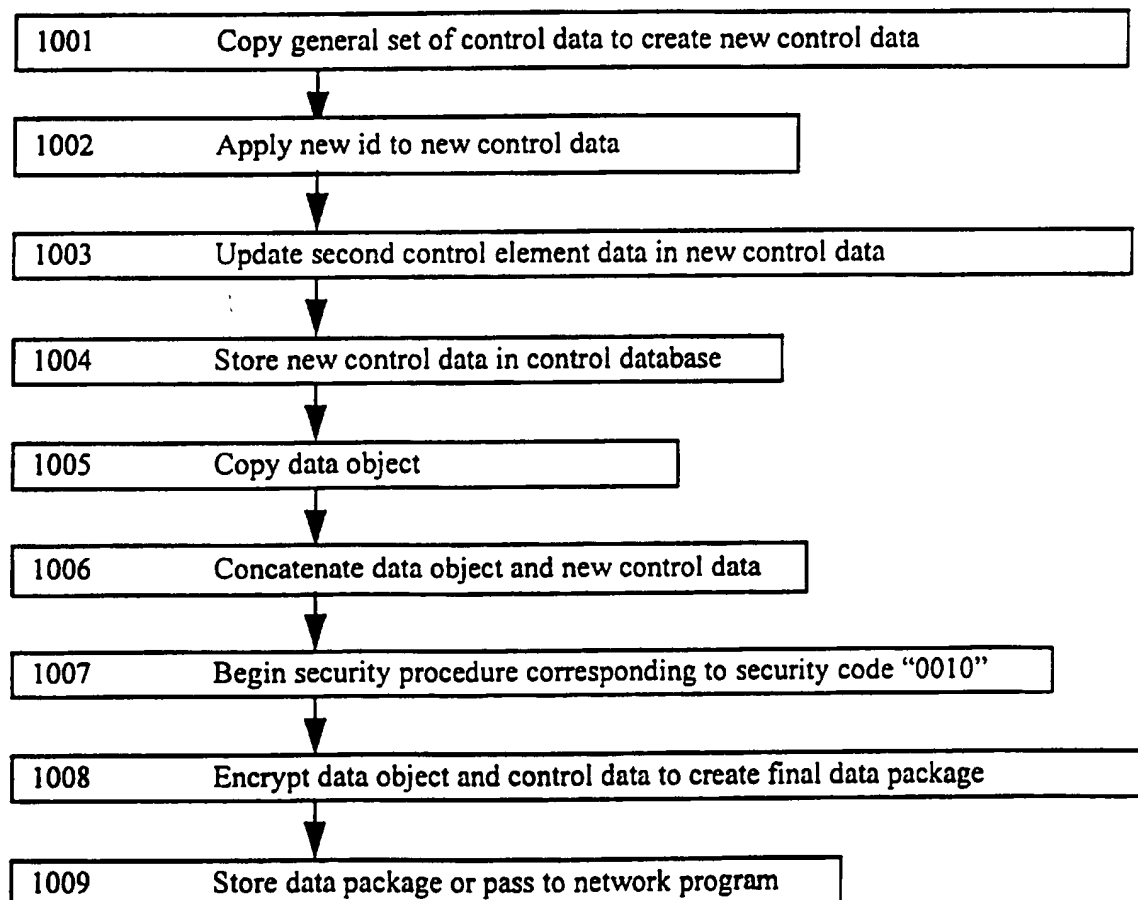 1001 Copy general set of control data to create new control data
1002 Apply new id to new control data
1003 Update second control element data in new control data
1004 Store new control data in control database
1005 Copy data object
1006 Concatenate data object and new control data
1007 Begin security procedure corresponding to security code “0010”
1008 Encrypt data object and control data to create final data package
1009 Store data package or pass to network program